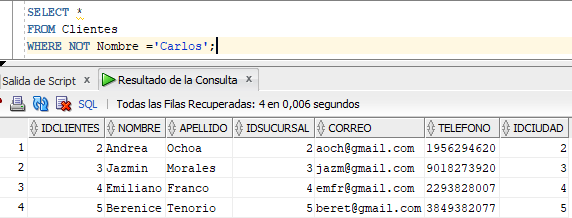 SELECT *
FROM Clientes
WHERE NOT Nombre ='Carlos';
Salida de Script x Resultado de la Consulta x
SQL | Todas las Filas Recuperadas: 4 en 0,006 segundos
IDCLIENTES NOMBRE APELLIDO IDSUCURSAL CORREO TELEFONO IDCIUDAD
1 2 Andrea Ochoa 2 aoch@gmail.com 1956294620 2
2 3 Jazmin Morales 3 jazm@gmail.com 9018273920 3
3 4 Emiliano Franco 4 emfr@gmail.com 2293828007 4
4 5 Berenice Tenorio 5 beret@gmail.com 3849382007 5